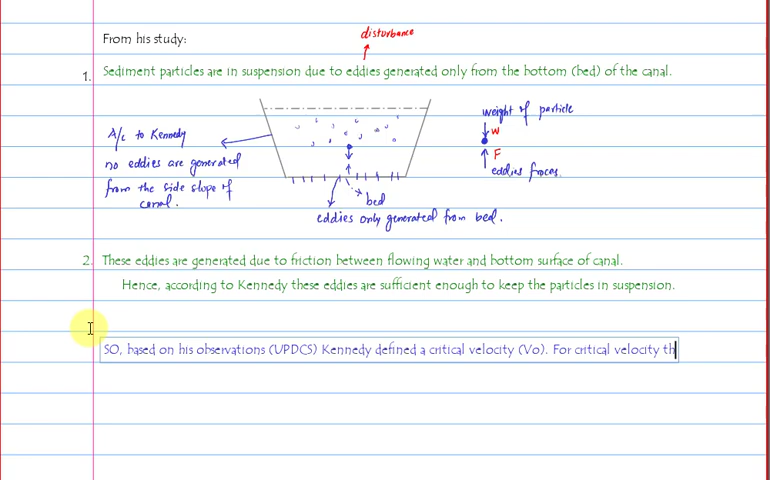 From his study:
disturbance
1. Sediment particles are in suspension due to eddies generated only from the bottom (bed) of the canal.
A/c to Kennedy
no eddies are generated
from the side slope of
canal.
weight of particle
W
F
eddies froces.
bed
eddies only generated from bed.
2. These eddies are generated due to friction between flowing water and bottom surface of canal.
Hence, according to Kennedy these eddies are sufficient enough to keep the particles in suspension.
SO, based on his observations (UPDCS) Kennedy defined a critical velocity (Vo). For critical velocity th